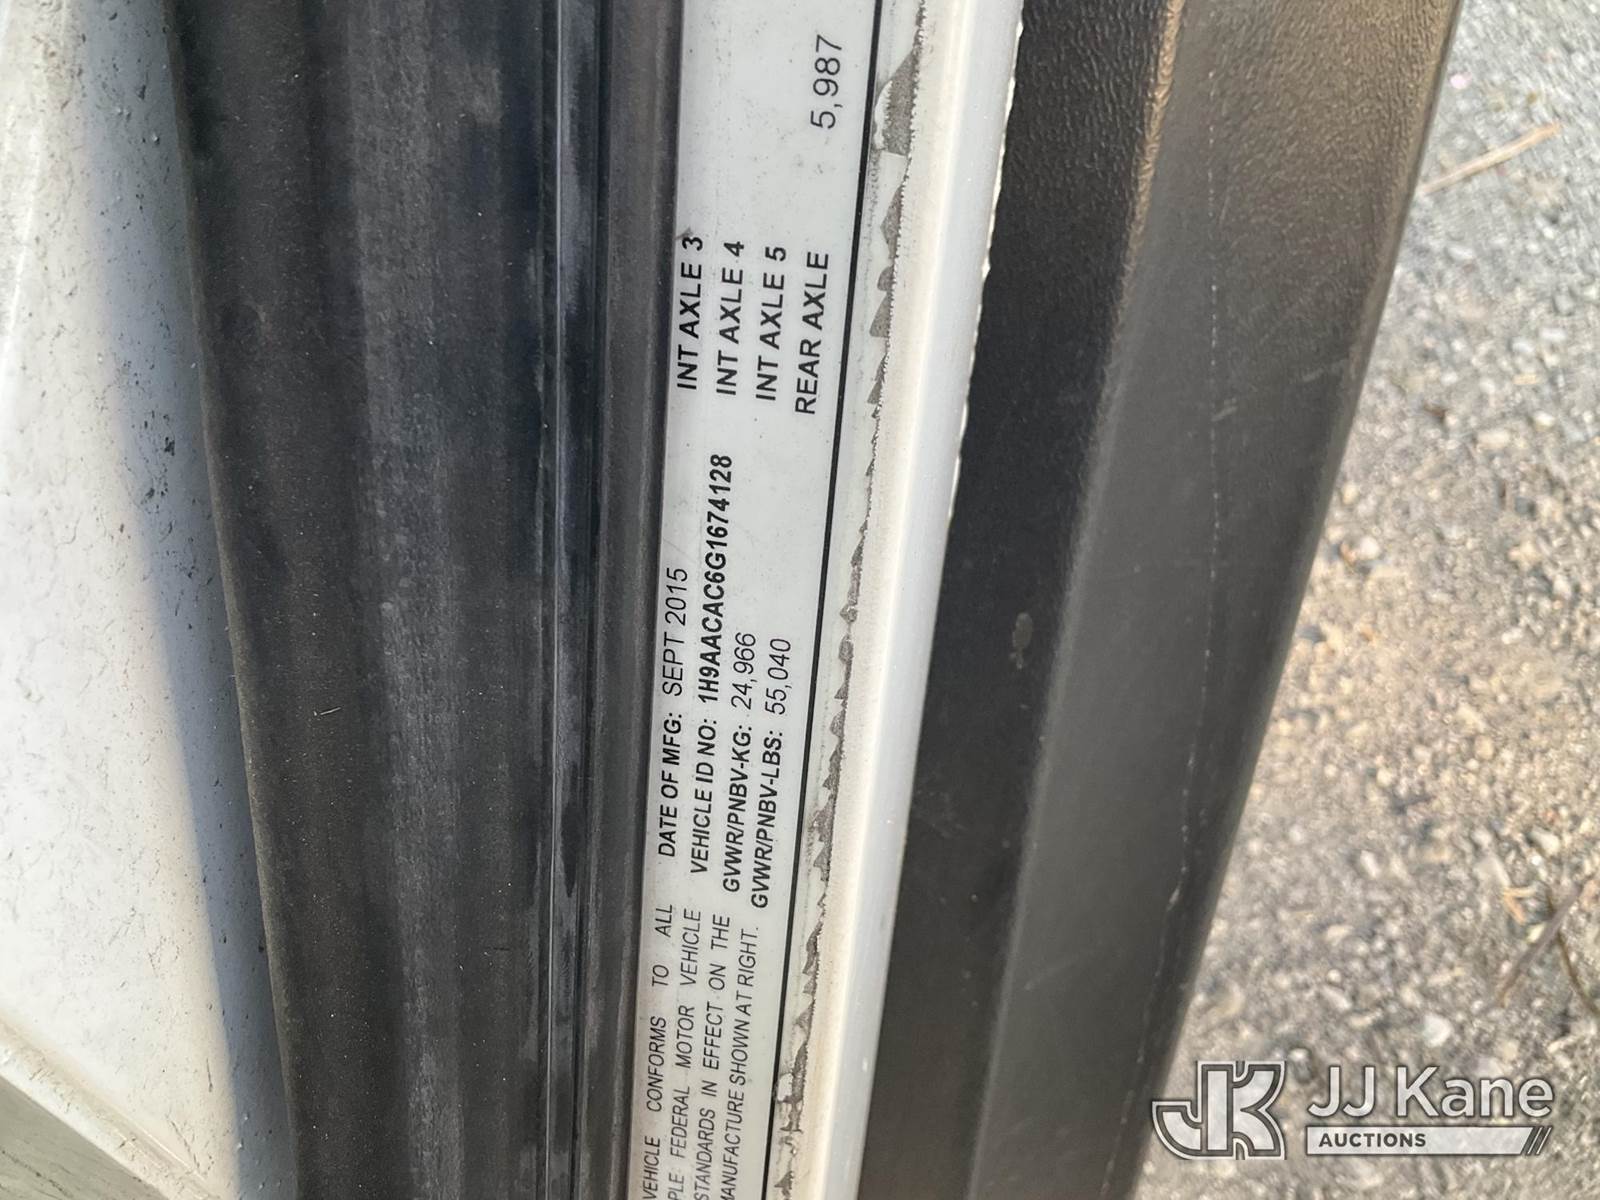 VEHICLE CONFORMS TO ALL
PLE FEDERAL MOTOR VEHICLE
STANDARDS IN EFFECT ON THE
MANUFACTURE SHOWN AT RIGHT.
DATE OF MFG: SEPT 2015
VEHICLE ID NO: 1H9AACAC6G1674128
GVWR/PNBV-KG: 24,966
GVWR/PNBV-LBS: 55,040
INT AXLE 3
INT AXLE 4
INT AXLE 5
REAR AXLE 5,987
JK JJ Kane
AUCTIONS